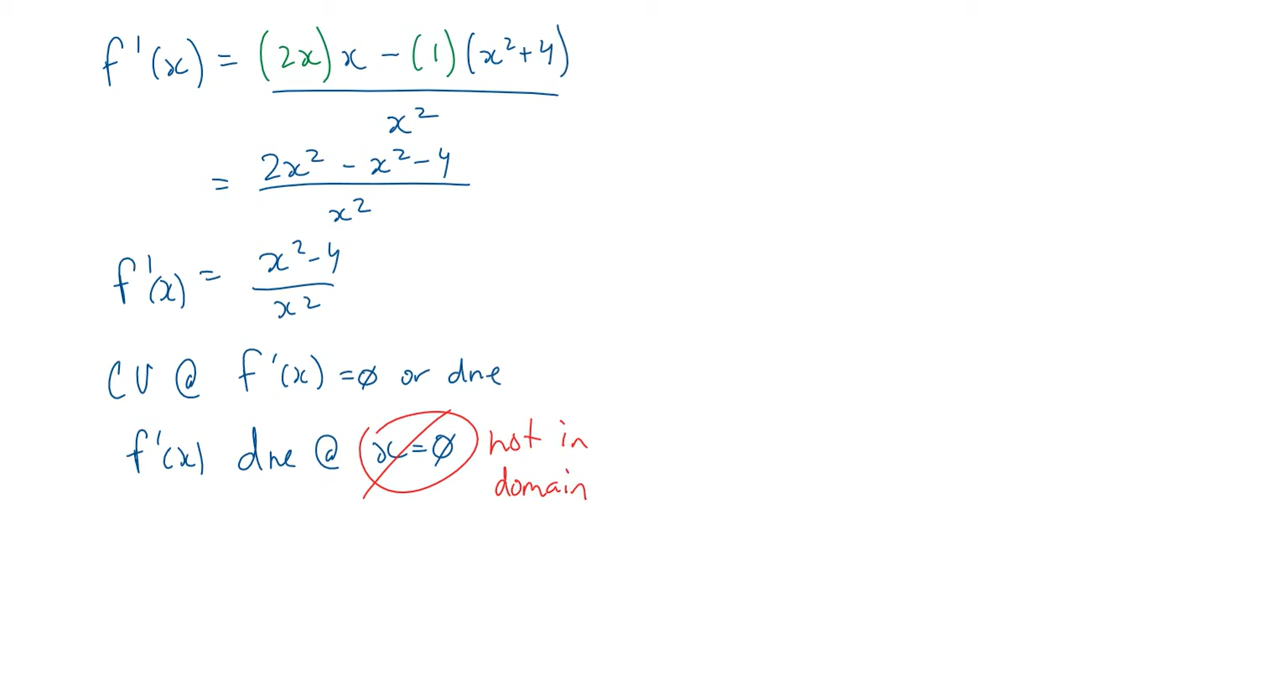 f'(x) = (2x)x - (1)(x²+4)
x²
= 2x² - x² - 4
x²
f'(x) = x² - 4
x²
CV @ f'(x) = ∅ or dne
f'(x) dne @ x = ∅ not in
domain